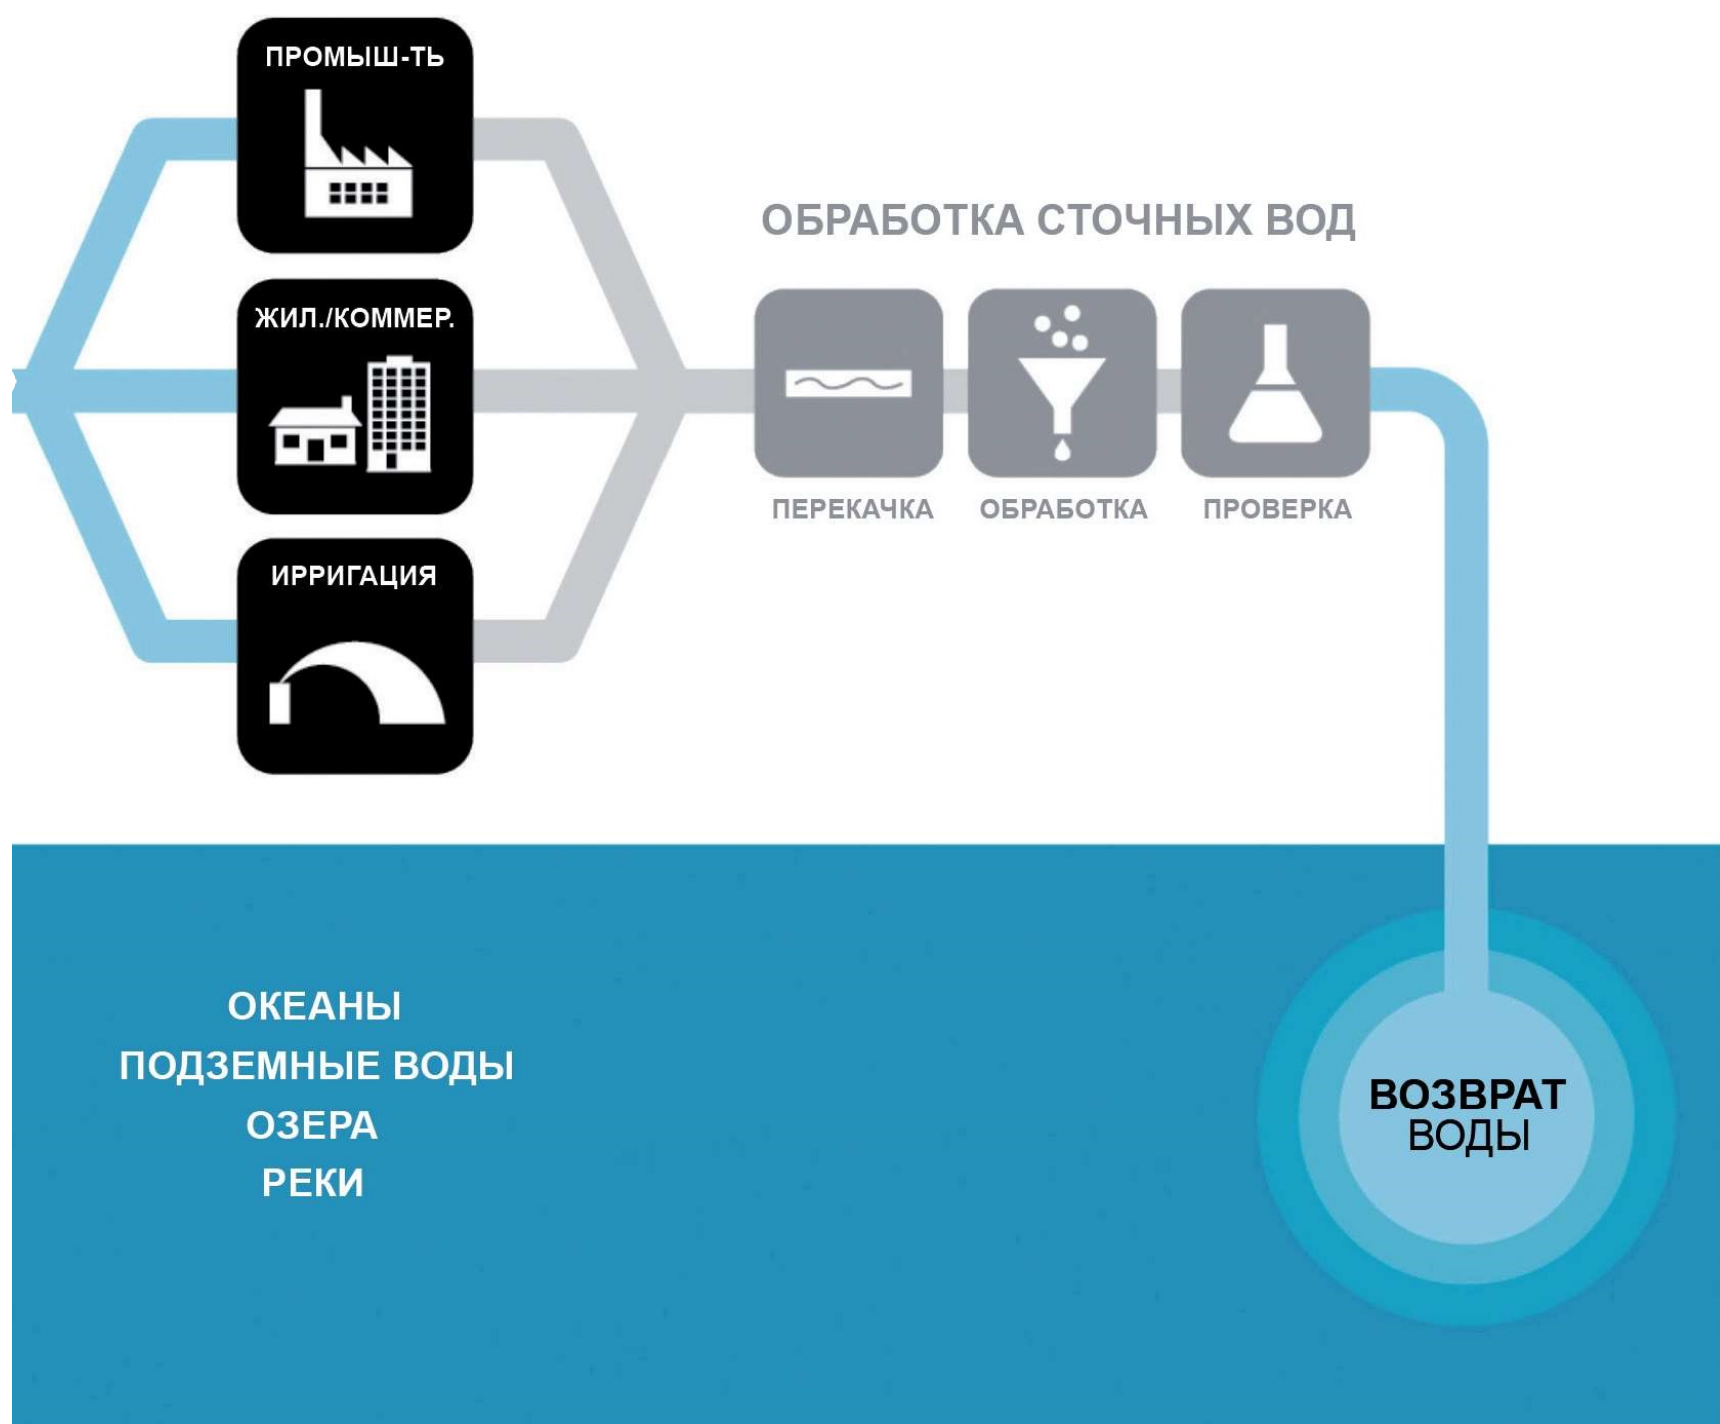 ПРОМЫШ-ТЬ
ЖИЛ./КОММЕР.
ИРРИГАЦИЯ
ОБРАБОТКА СТОЧНЫХ ВОД
ПЕРЕКАЧКА
ОБРАБОТКА
ПРОВЕРКА
ОКЕАНЫ
ПОДЗЕМНЫЕ ВОДЫ
ОЗЕРА
РЕКИ
ВОЗВРАТ
ВОДЫ